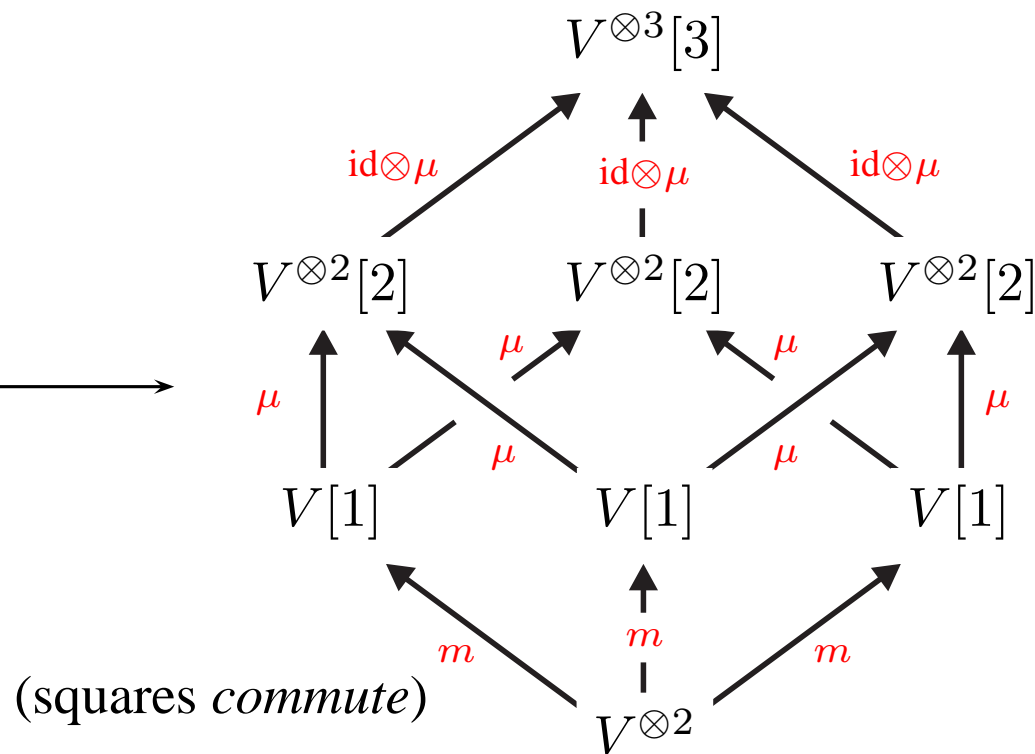 V^{⊗3}[3]
id⊗μ id⊗μ id⊗μ
V^{⊗2}[2] V^{⊗2}[2] V^{⊗2}[2]
μ μ
μ μ
μ μ
V[1] V[1] V[1]
m m m
(squares commute)
V^{⊗2}